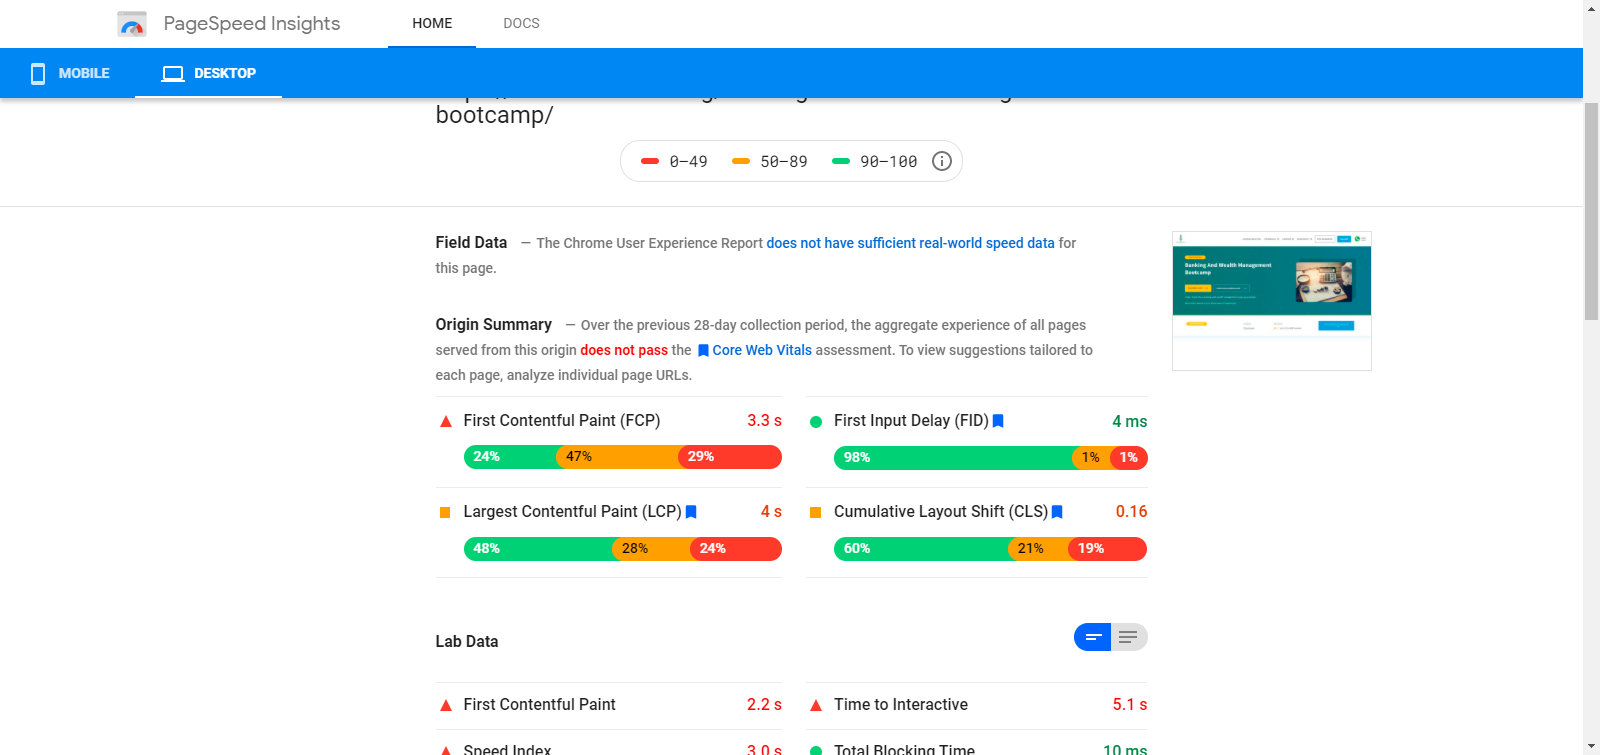 PageSpeed Insights
HOME
DOCS
MOBILE
DESKTOP
bootcamp/
0–49
50–89
90–100
Field Data — The Chrome User Experience Report does not have sufficient real-world speed data for
this page.
Banking And Wealth Management
Bootcamp
Origin Summary — Over the previous 28-day collection period, the aggregate experience of all pages
served from this origin does not pass the Core Web Vitals assessment. To view suggestions tailored to
each page, analyze individual page URLs.
First Contentful Paint (FCP) 3.3 s
24% 47% 29%
First Input Delay (FID) 4 ms
98% 1% 1%
Largest Contentful Paint (LCP) 4 s
48% 28% 24%
Cumulative Layout Shift (CLS) 0.16
60% 21% 19%
Lab Data
First Contentful Paint 2.2 s
Time to Interactive 5.1 s
Speed Index 3.0 s
Total Blocking Time 10 ms